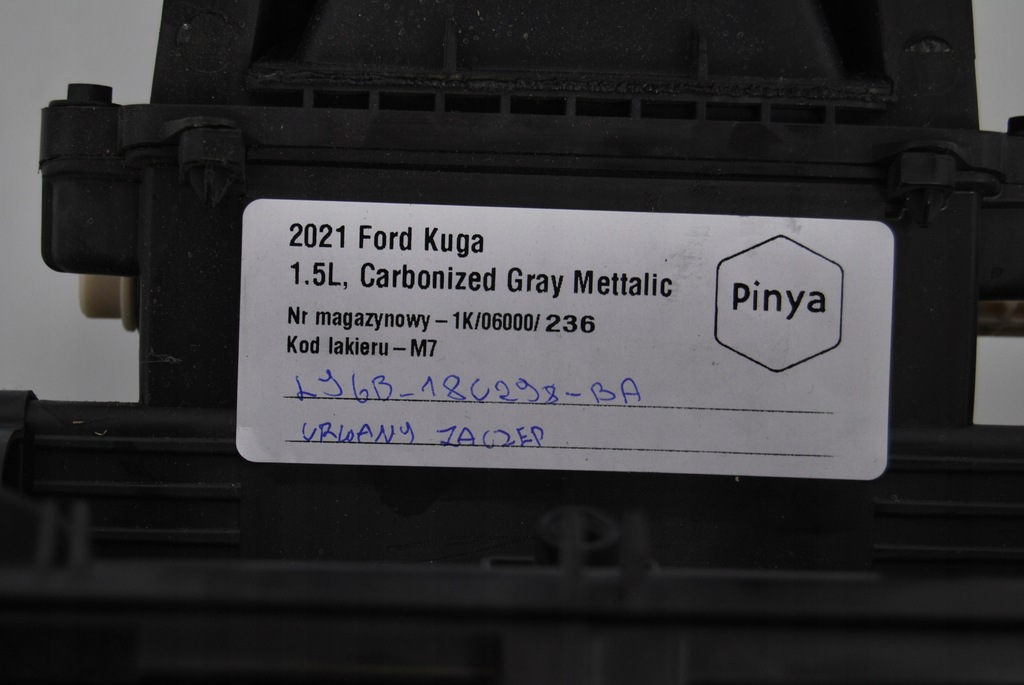 2021 Ford Kuga
1.5L, Carbonized Gray Mettalic
Pinya
Nr magazynowy – 1K/06000/ 236
Kod lakieru – M7
LJ6B-18C298-BA
URWANY ZACZEP